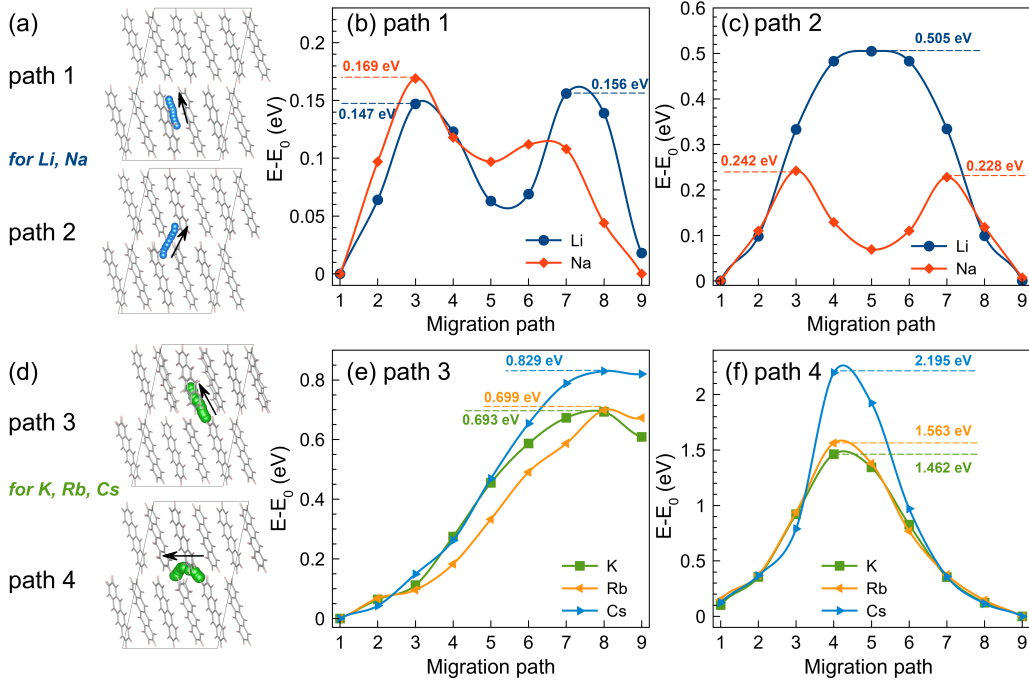 (a)
path 1
for Li, Na
path 2
(b) path 1
0.169 eV
0.147 eV
0.156 eV
E-E0 (eV)
0.2
0.15
0.1
0.05
0
Li
Na
1 2 3 4 5 6 7 8 9
Migration path
(c) path 2
0.505 eV
0.242 eV
0.228 eV
E-E0 (eV)
0.6
0.5
0.4
0.3
0.2
0.1
0
Li
Na
1 2 3 4 5 6 7 8 9
Migration path
(d)
path 3
for K, Rb, Cs
path 4
(e) path 3
0.829 eV
0.699 eV
0.693 eV
E-E0 (eV)
0.8
0.6
0.4
0.2
0
K
Rb
Cs
1 2 3 4 5 6 7 8 9
Migration path
(f) path 4
2.195 eV
1.563 eV
1.462 eV
E-E0 (eV)
2
1.5
1
0.5
0
K
Rb
Cs
1 2 3 4 5 6 7 8 9
Migration path